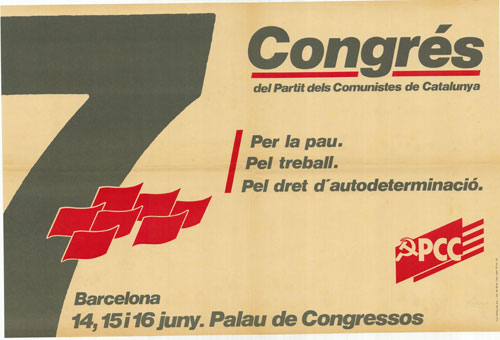 7
Congrés
del Partit dels Comunistes de Catalunya
Per la pau.
Pel treball.
Pel dret d´autodeterminació.
PCC
Barcelona
14, 15 i 16 juny. Palau de Congressos